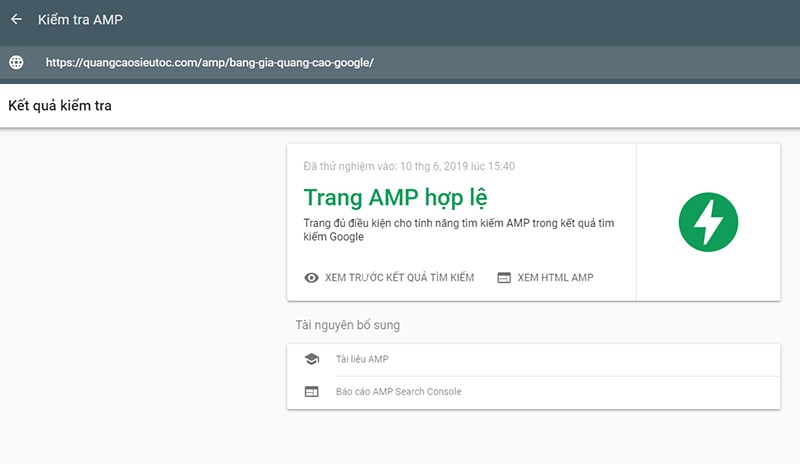 Kiểm tra AMP
https://quangcaosieutoc.com/amp/bang-gia-quang-cao-google/
Kết quả kiểm tra
Đã thử nghiệm vào: 10 thg 6, 2019 lúc 15:40
Trang AMP hợp lệ
Trang đủ điều kiện cho tính năng tìm kiếm AMP trong kết quả tìm
kiếm Google
XEM TRƯỚC KẾT QUẢ TÌM KIẾM XEM HTML AMP
Tài nguyên bổ sung
Tài liệu AMP
Báo cáo AMP Search Console